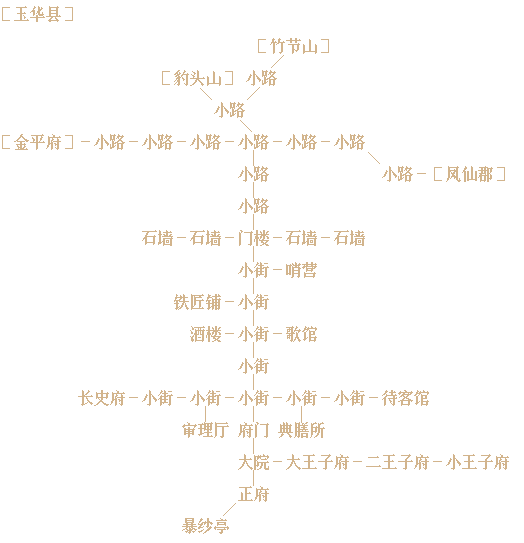 ［玉华县］
［竹节山］
［豹头山］ 小路
小路
［金平府］－小路－小路－小路－小路－小路－小路
小路 小路－［凤仙郡］
小路
石墙－石墙－门楼－石墙－石墙
小街－哨营
铁匠铺－小街
酒楼－小街－歌馆
小街
长史府－小街－小街－小街－小街－小街－待客馆
审理厅 府门 典膳所
大院－大王子府－二王子府－小王子府
正府
暴纱亭